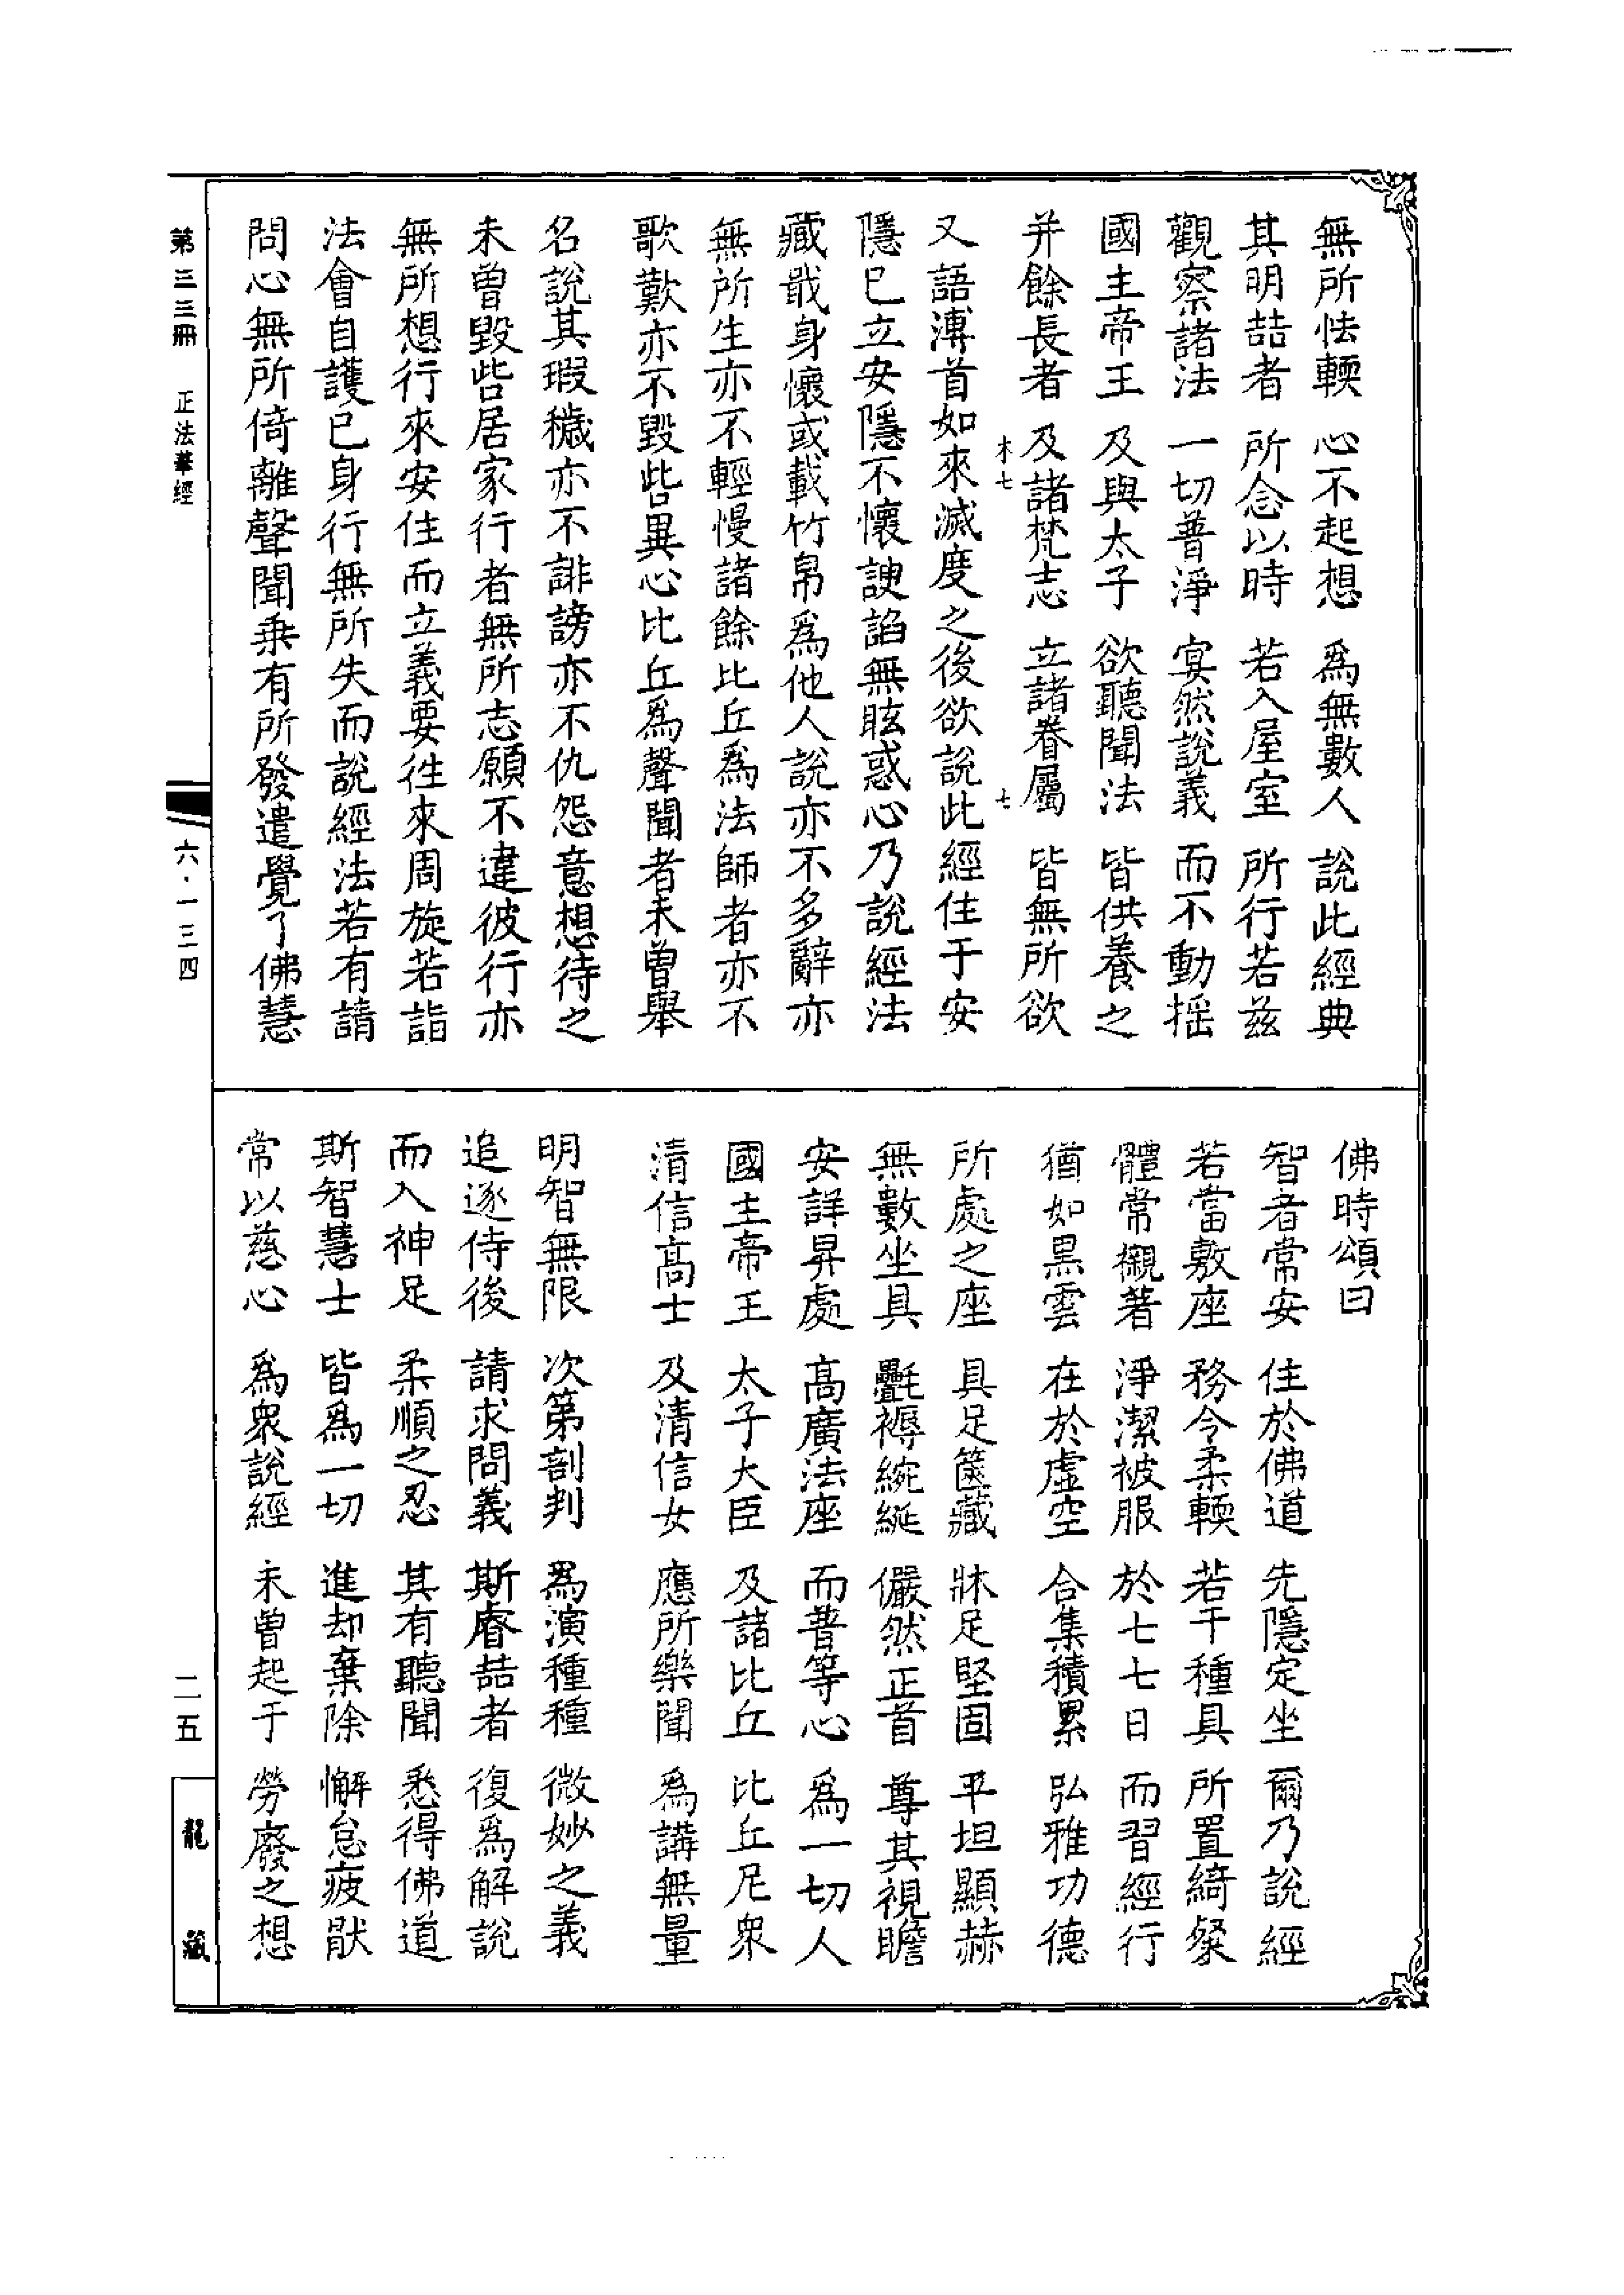 無所怯輭　心不起想　為無數人　說此經典
其明喆者　所念以時　若入屋室　所行若茲
觀察諸法　一切普淨　宴然說義　而不動搖
國主帝王　及與太子　欲聽聞法　皆供養之
并餘長者　及諸梵志　立諸眷屬　皆無所欲
木七　七
又語溥首如來滅度之後欲說此經住于安
隱已立安隱不懷諛諂無眩惑心乃說經法
藏戢身懷或載竹帛為他人說亦不多辭亦
無所生亦不輕慢諸餘比丘為法師者亦不
歌歎亦不毀呰異心比丘為聲聞者未曾舉
名說其瑕穢亦不誹謗亦不仇怨意想待之
未曾毀呰居家行者無所志願不違彼行亦
無所想行來安住而立義要往來周旋若詣
法會自護已身行無所失而說經法若有請
問心無所倚離聲聞乘有所發遣覺了佛慧
佛時頌曰
智者常安　住於佛道　先隱定坐　爾乃說經
若當敷座　務令柔輭　若干種具　所置綺粲
體常襯著　淨潔被服　於七七日　而習經行
猶如黑雲　在於虛空　合集積累　弘雅功德
所處之座　具足篋藏　牀足堅固　平坦顯赫
無數坐具　氎褥綩綖　儼然正首　尊其視瞻
安詳昇處　高廣法座　而普等心　為一切人
國主帝王　太子大臣　及諸比丘　比丘尼眾
清信高士　及清信女　應所樂聞　為講無量
明智無限　次第剖判　為演種種　微妙之義
追逐侍後　請求問義　斯睿喆者　復為解說
而入神足　柔順之忍　其有聽聞　悉得佛道
斯智慧士　皆為一切　進却棄除　懈怠疲猒
常以慈心　為眾說經　未曾起于　勞廢之想
第三三冊　正法華經
六·一三四
二五
龍藏